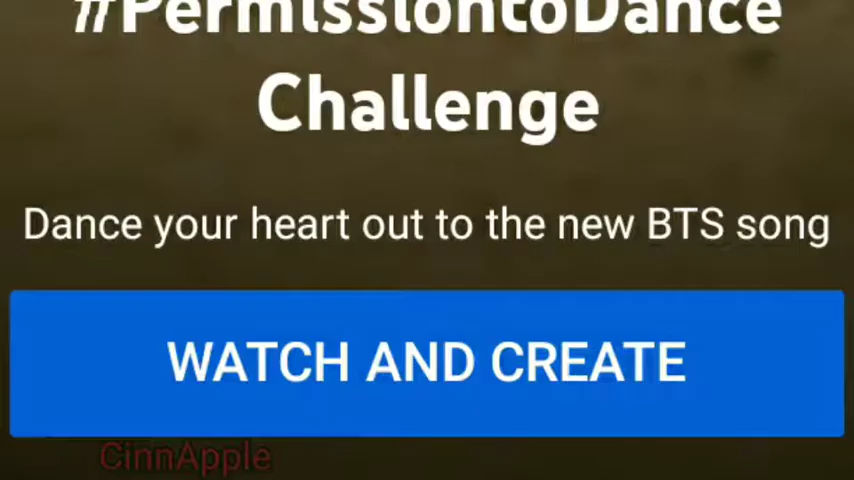 #PermissiontoDance
Challenge
Dance your heart out to the new BTS song
WATCH AND CREATE
CinnApple